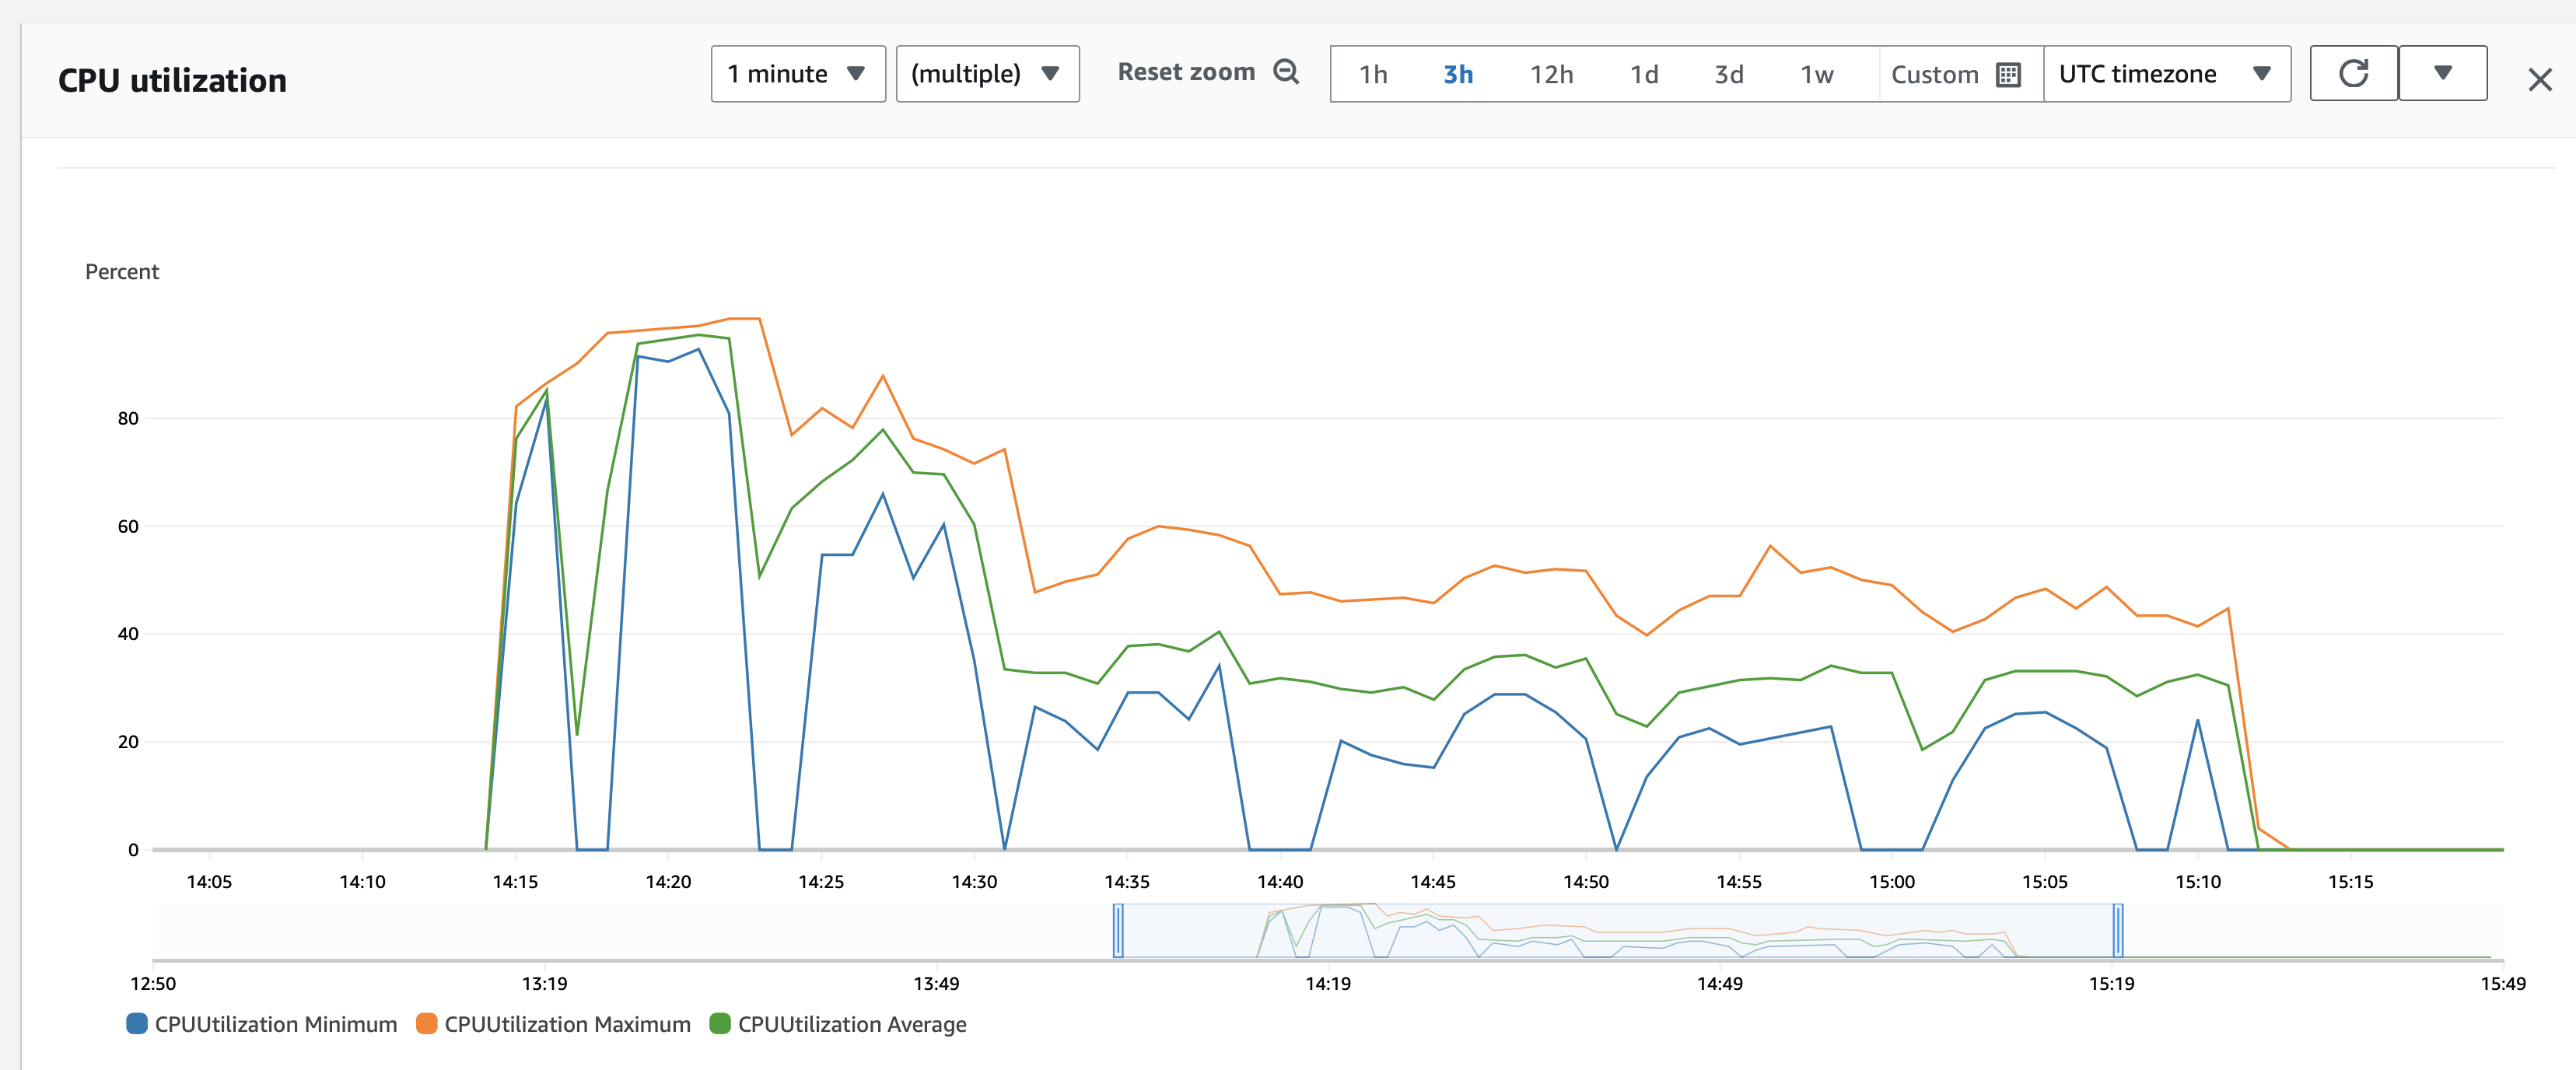 CPU utilization
1 minute (multiple) Reset zoom 1h 3h 12h 1d 3d 1w Custom UTC timezone
Percent
80
60
40
20
0
14:05 14:10 14:15 14:20 14:25 14:30 14:35 14:40 14:45 14:50 14:55 15:00 15:05 15:10 15:15
12:50 13:19 13:49 14:19 14:49 15:19 15:49
CPUUtilization Minimum CPUUtilization Maximum CPUUtilization Average